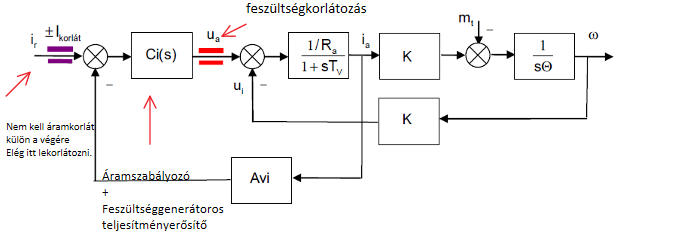 feszültségkorlátozás
i_r
±I_korlát
Ci(s)
u_a
u_i
1/R_a
1+sT_v
i_a
K
m_t
1
sΘ
ω
K
Avi
Nem kell áramkorlát
külön a végére
Elég itt lekorlátozni.
Áramszabályozó
+
Feszültséggenerátoros
teljesítményerősítő